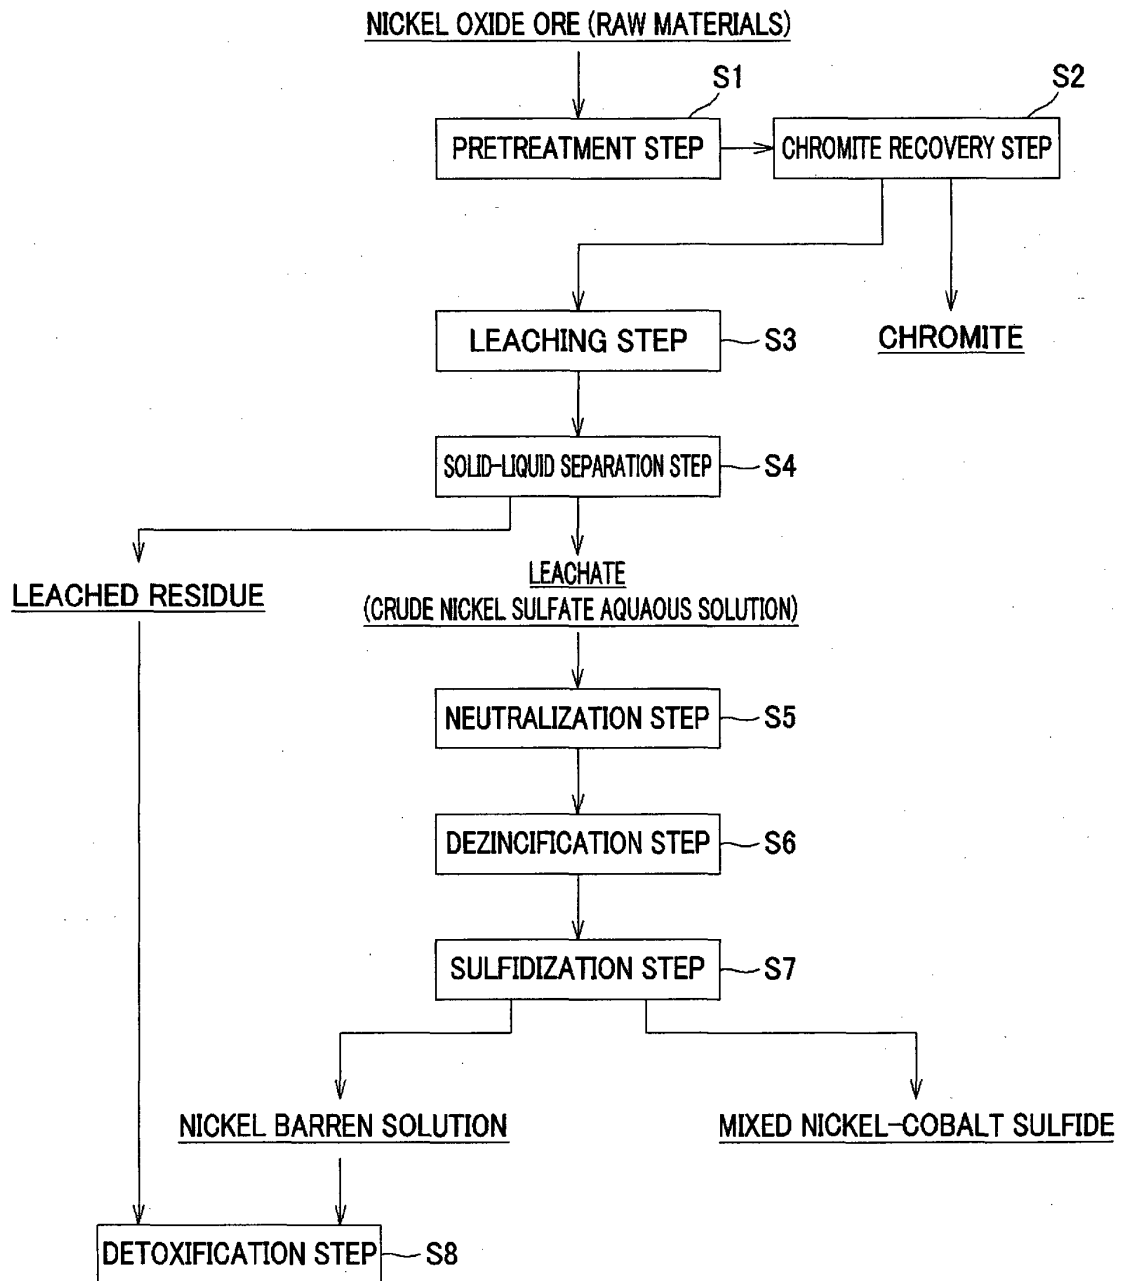 NICKEL OXIDE ORE (RAW MATERIALS)
S1
S2
PRETREATMENT STEP
CHROMITE RECOVERY STEP
LEACHING STEP
S3
CHROMITE
SOLID-LIQUID SEPARATION STEP
S4
LEACHED RESIDUE
LEACHATE
(CRUDE NICKEL SULFATE AQUAOUS SOLUTION)
NEUTRALIZATION STEP
S5
DEZINCIFICATION STEP
S6
SULFIDIZATION STEP
S7
NICKEL BARREN SOLUTION
MIXED NICKEL-COBALT SULFIDE
DETOXIFICATION STEP
S8